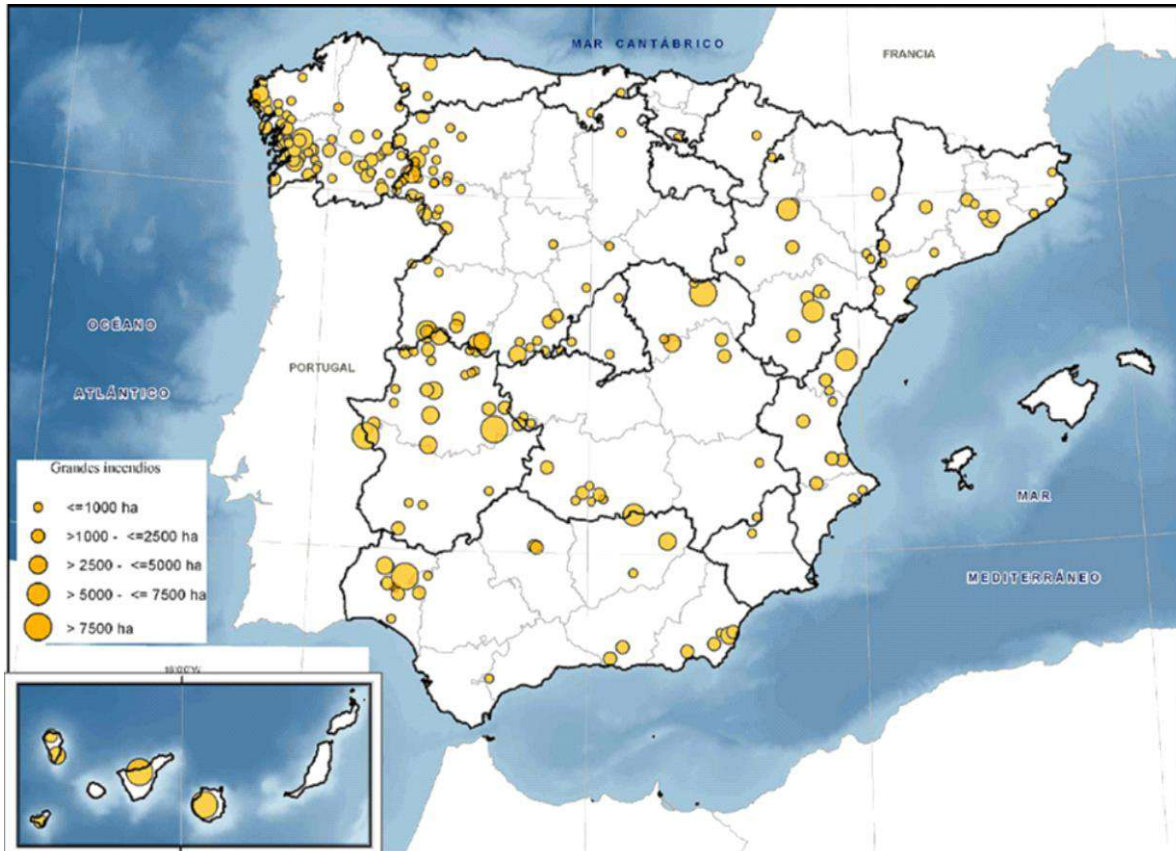 MAR CANTÁBRICO
FRANCIA
OCÉANO
ATLÁNTICO
PORTUGAL
MAR
MEDITERRÁNEO
Grandes incendios
<=1000 ha
>1000 - <=2500 ha
> 2500 - <=5000 ha
> 5000 - <= 7500 ha
> 7500 ha